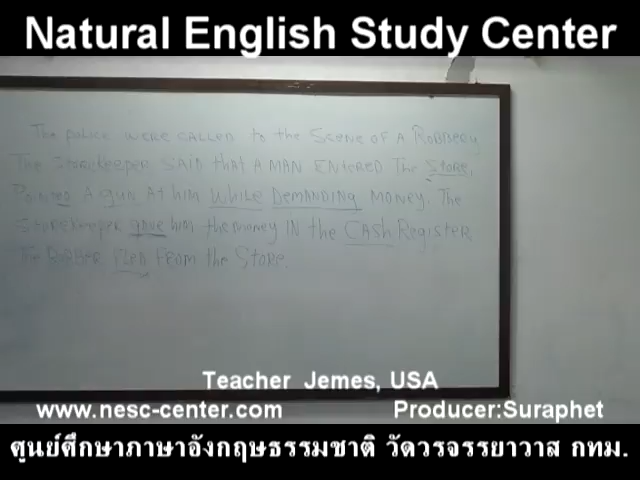 Natural English Study Center
The police WERE CALLED to the SCENE OF A ROBBERY
The STOREKEEPER SAID that A MAN ENTERED The STORE,
POINTED A gun At him WHILE DEMANDING MONEY. The
STOREKEEPER gave him the money IN the CASH REgister
The ROBBER FLED FROM the STORE.
Teacher Jemes, USA
www.nesc-center.com Producer:Suraphet
ศูนย์ศึกษาภาษาอังกฤษธรรมชาติ วัดวรจรรยาวาส กทม.